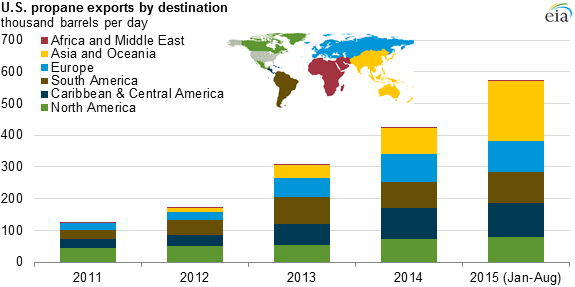 U.S. propane exports by destination
thousand barrels per day
eia
700
600
500
400
300
200
100
0
Africa and Middle East
Asia and Oceania
Europe
South America
Caribbean & Central America
North America
2011
2012
2013
2014
2015 (Jan-Aug)